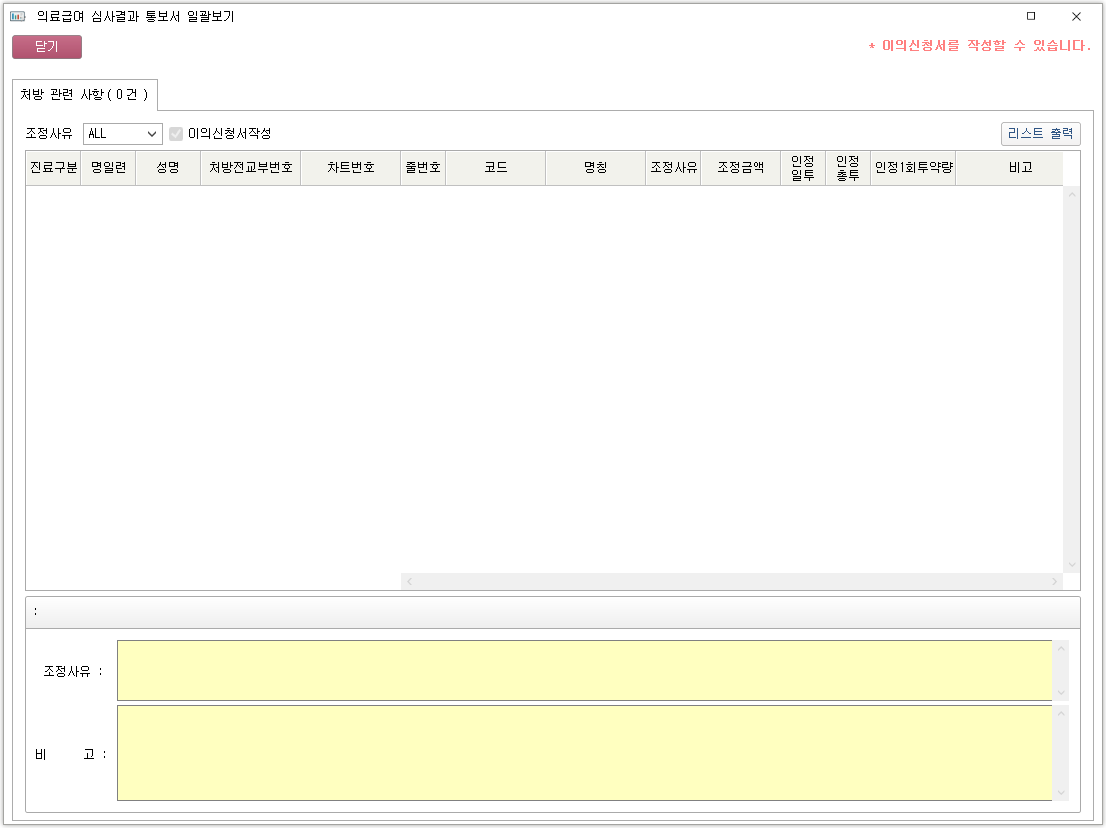 의료급여 심사결과 통보서 일괄보기
닫기
* 이의신청서를 작성할 수 있습니다.
처방 관련 사항 ( 0 건 )
조정사유 ALL 이의신청서작성 리스트 출력
진료구분 명일련 성명 처방전교부번호 차트번호 줄번호 코드 명칭 조정사유 조정금액 인정 일투 인정 총투 인정1회투약량 비고
:
조정사유 :
비 고 :